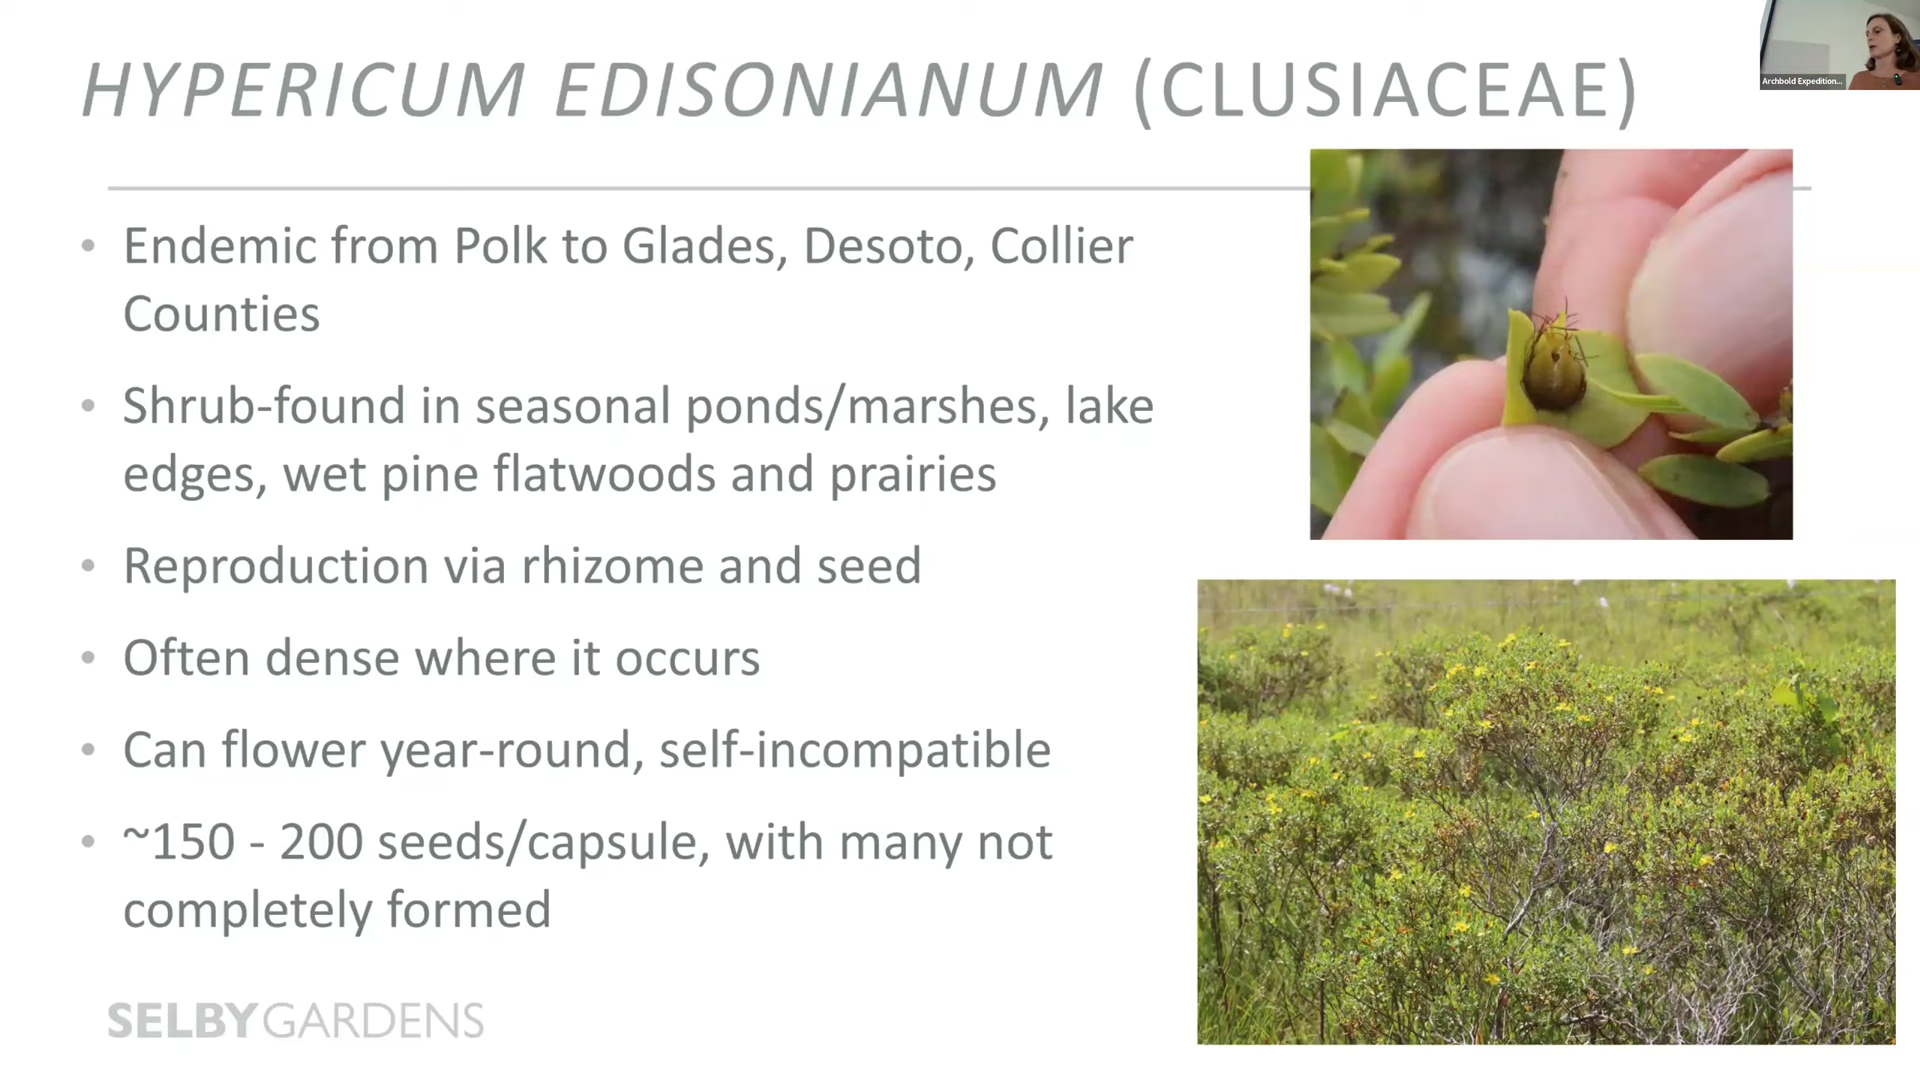 HYPERICUM EDISONIANUM (CLUSIACEAE)
Archbold Expedition...
• Endemic from Polk to Glades, Desoto, Collier
Counties
• Shrub-found in seasonal ponds/marshes, lake
edges, wet pine flatwoods and prairies
• Reproduction via rhizome and seed
• Often dense where it occurs
• Can flower year-round, self-incompatible
• ~150 - 200 seeds/capsule, with many not
completely formed
SELBYGARDENS